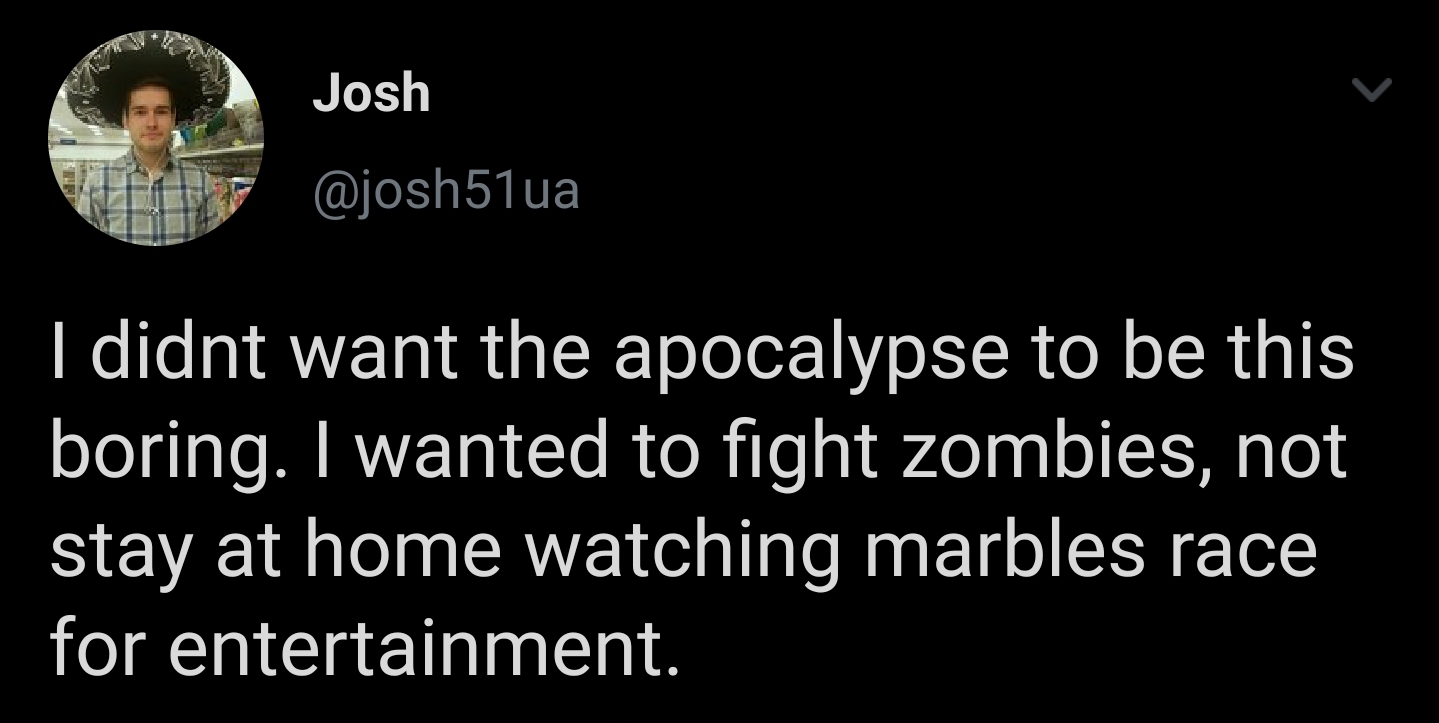 Josh
@josh51ua
I didnt want the apocalypse to be this
boring. I wanted to fight zombies, not
stay at home watching marbles race
for entertainment.